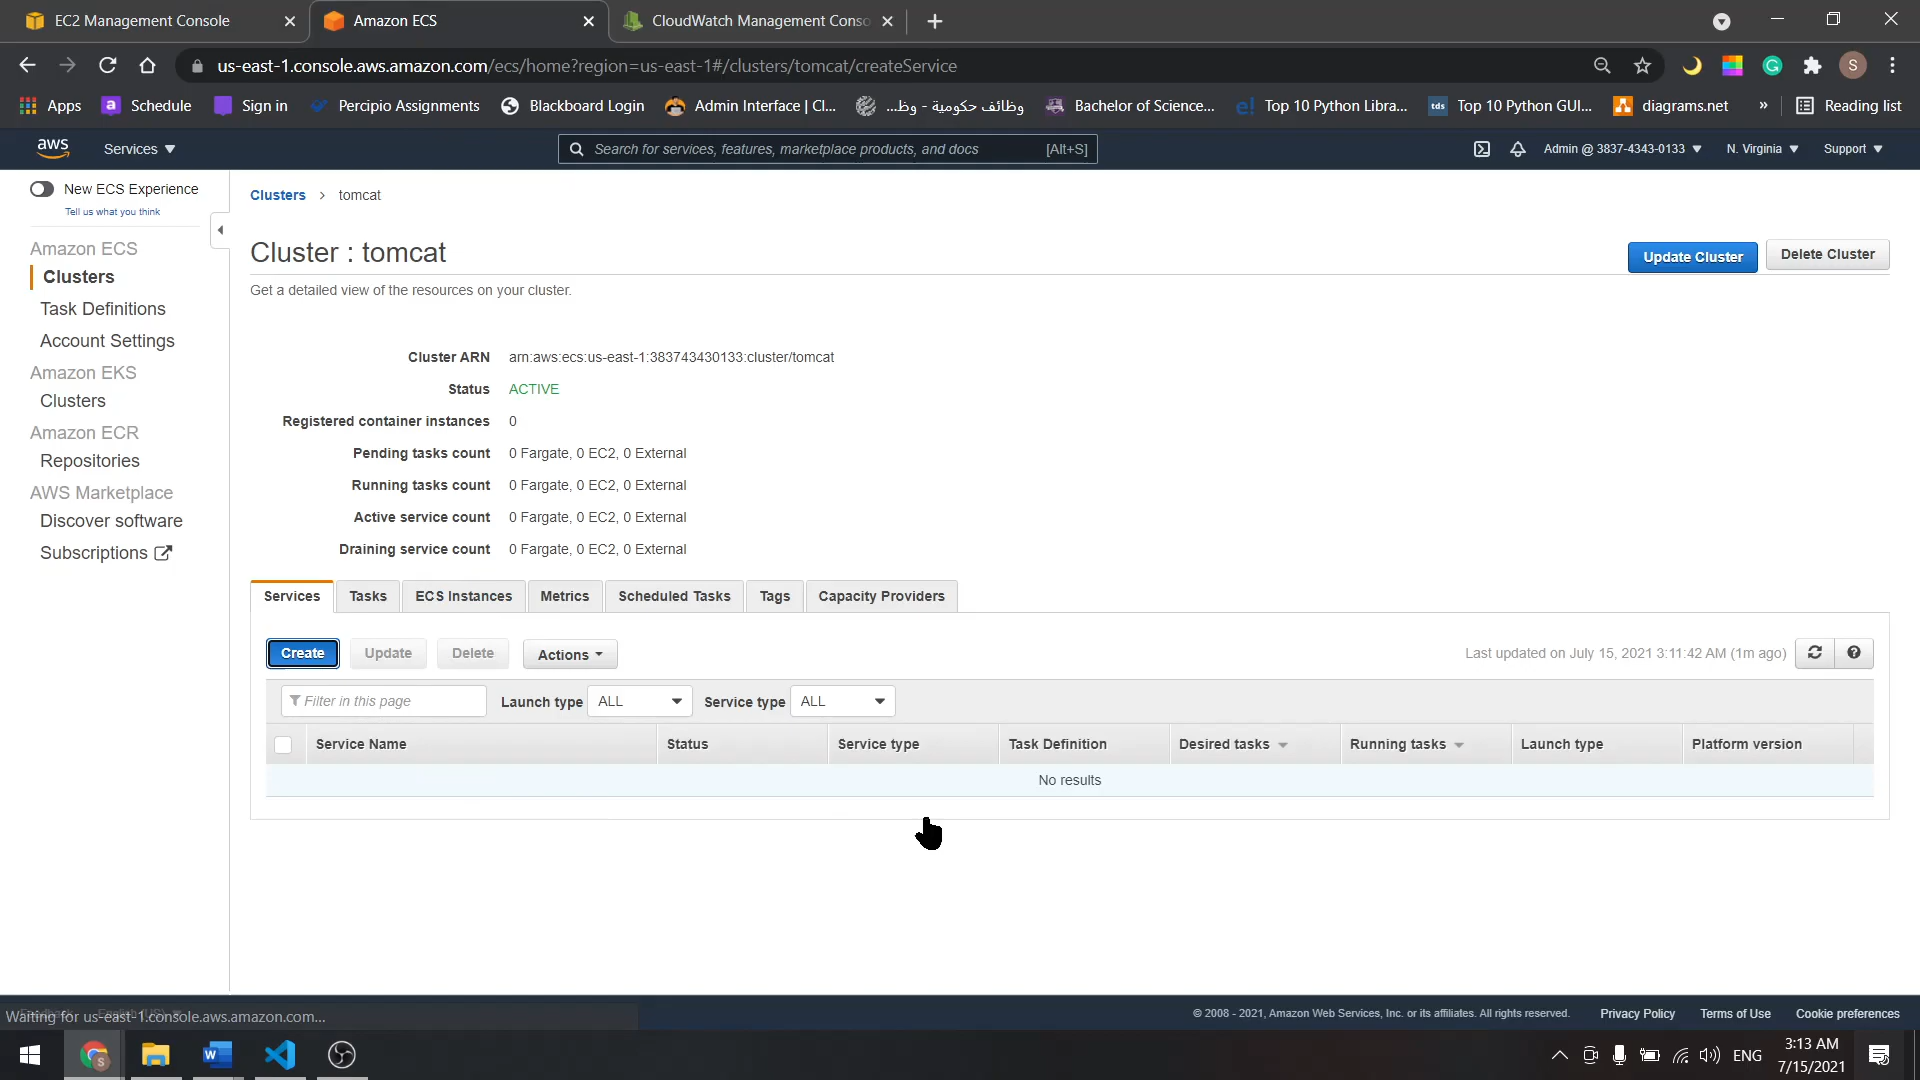 EC2 Management Console
Amazon ECS
CloudWatch Management Conso
us-east-1.console.aws.amazon.com/ecs/home?region=us-east-1#/clusters/tomcat/createService
Apps
Schedule
Sign in
Percipio Assignments
Blackboard Login
Admin Interface | Cl...
وظائف حكومية - وظ...
Bachelor of Science...
Top 10 Python Libra...
tds
Top 10 Python GUI...
diagrams.net
»
Reading list
aws
Services
Search for services, features, marketplace products, and docs
[Alt+S]
Admin @ 3837-4343-0133
N. Virginia
Support
New ECS Experience
Tell us what you think
Amazon ECS
Clusters
Task Definitions
Account Settings
Amazon EKS
Clusters
Amazon ECR
Repositories
AWS Marketplace
Discover software
Subscriptions
Clusters > tomcat
Cluster : tomcat
Update Cluster
Delete Cluster
Get a detailed view of the resources on your cluster.
Cluster ARN arn:aws:ecs:us-east-1:383743430133:cluster/tomcat
Status ACTIVE
Registered container instances 0
Pending tasks count 0 Fargate, 0 EC2, 0 External
Running tasks count 0 Fargate, 0 EC2, 0 External
Active service count 0 Fargate, 0 EC2, 0 External
Draining service count 0 Fargate, 0 EC2, 0 External
Services Tasks ECS Instances Metrics Scheduled Tasks Tags Capacity Providers
Create Update Delete Actions
Last updated on July 15, 2021 3:11:42 AM (1m ago)
Filter in this page Launch type ALL Service type ALL
Service Name Status Service type Task Definition Desired tasks Running tasks Launch type Platform version
No results
Waiting for us-east-1.console.aws.amazon.com...
© 2008 - 2021, Amazon Web Services, Inc. or its affiliates. All rights reserved.
Privacy Policy
Terms of Use
Cookie preferences
ENG
3:13 AM
7/15/2021